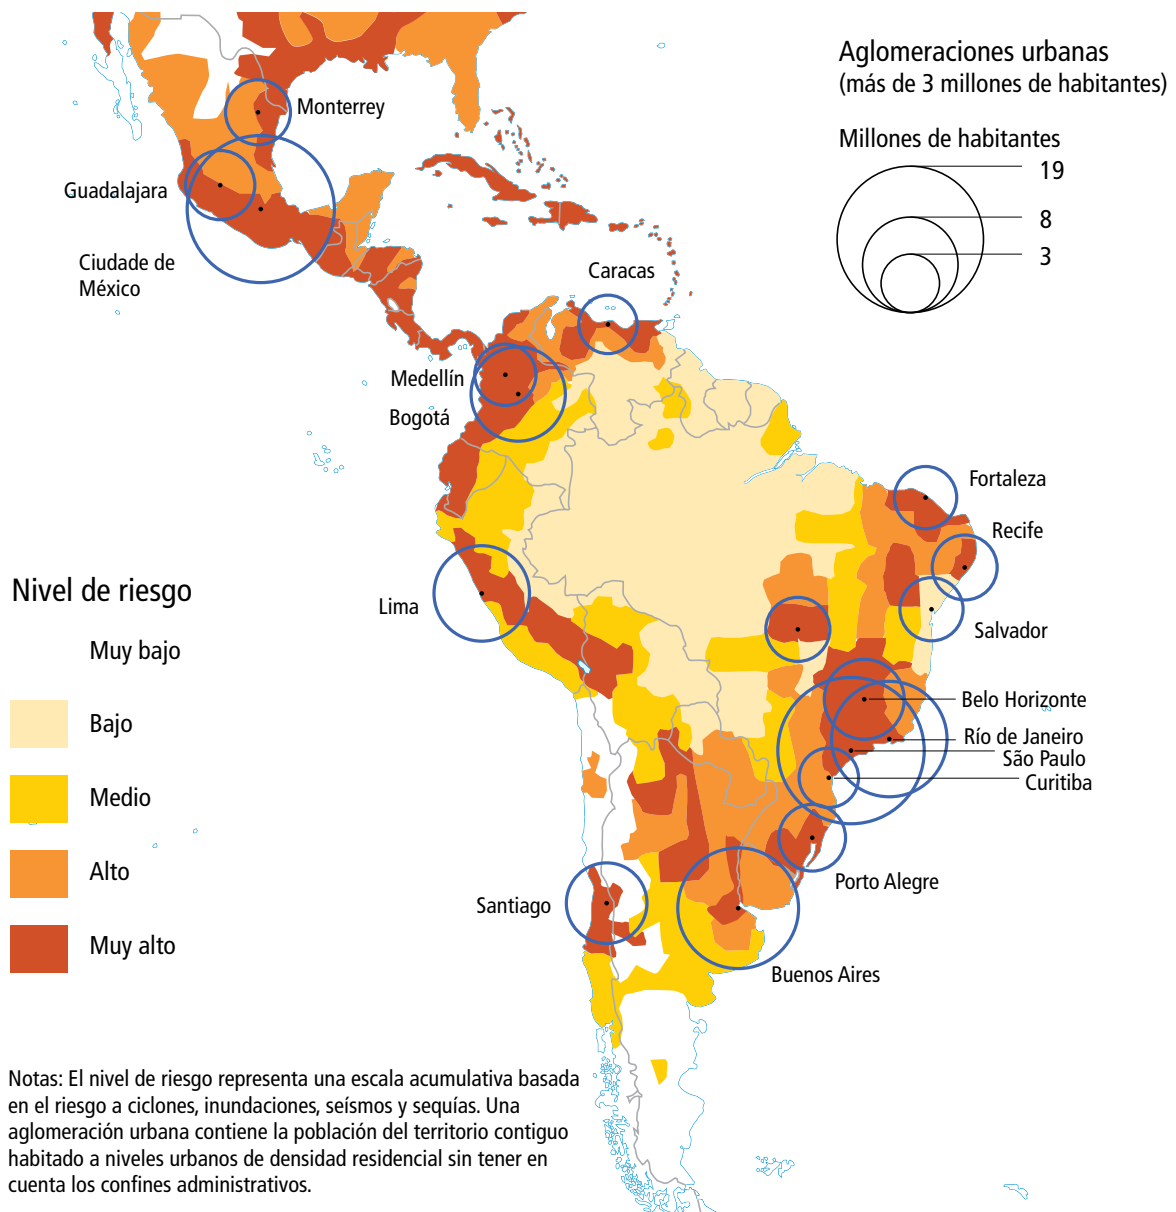 Aglomeraciones urbanas
(más de 3 millones de habitantes)
Millones de habitantes
19
8
3
Monterrey
Guadalajara
Ciudade de
México
Caracas
Medellín
Bogotá
Fortaleza
Recife
Lima
Salvador
Belo Horizonte
Río de Janeiro
São Paulo
Curitiba
Porto Alegre
Santiago
Buenos Aires
Nivel de riesgo
Muy bajo
Bajo
Medio
Alto
Muy alto
Notas: El nivel de riesgo representa una escala acumulativa basada
en el riesgo a ciclones, inundaciones, seísmos y sequías. Una
aglomeración urbana contiene la población del territorio contiguo
habitado a niveles urbanos de densidad residencial sin tener en
cuenta los confines administrativos.